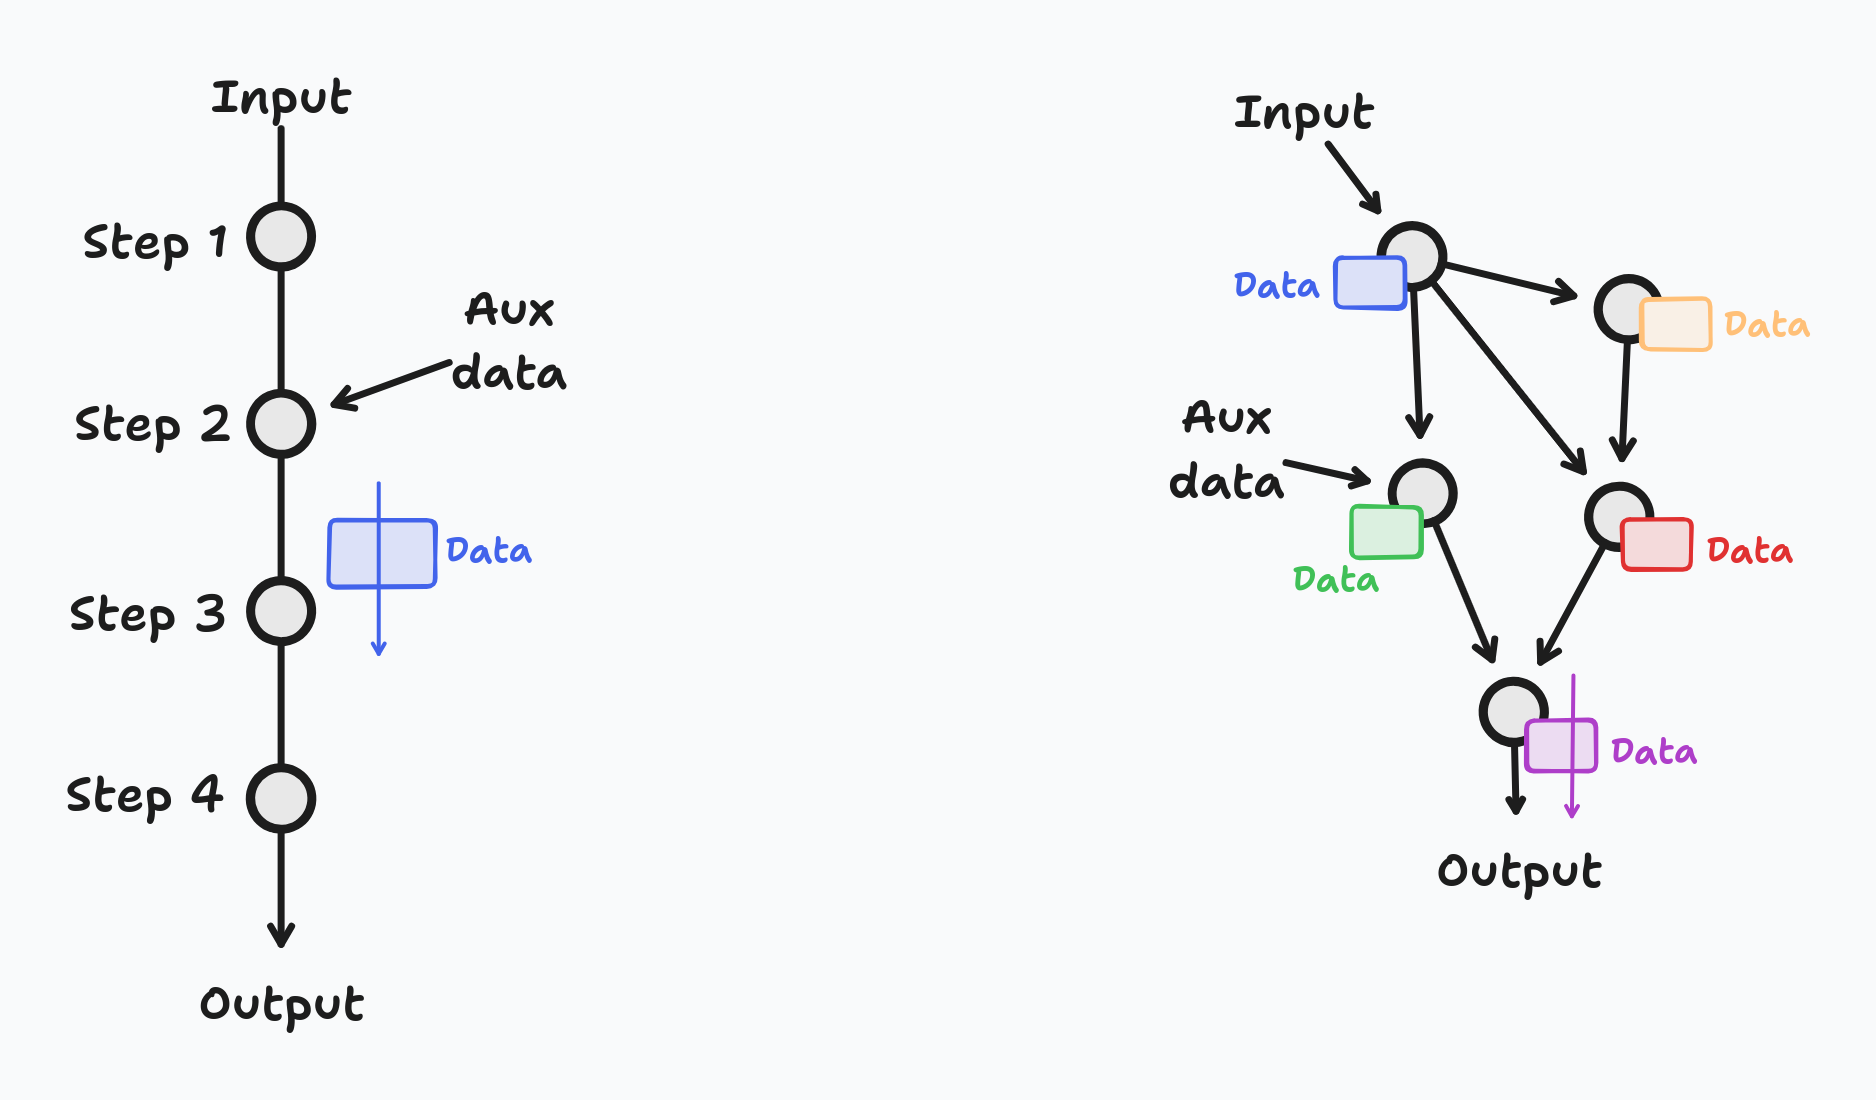 Input
Step 1
Aux
data
Step 2
Data
Step 3
Step 4
Output
Input
Data
Data
Aux
data
Data
Data
Data
Output